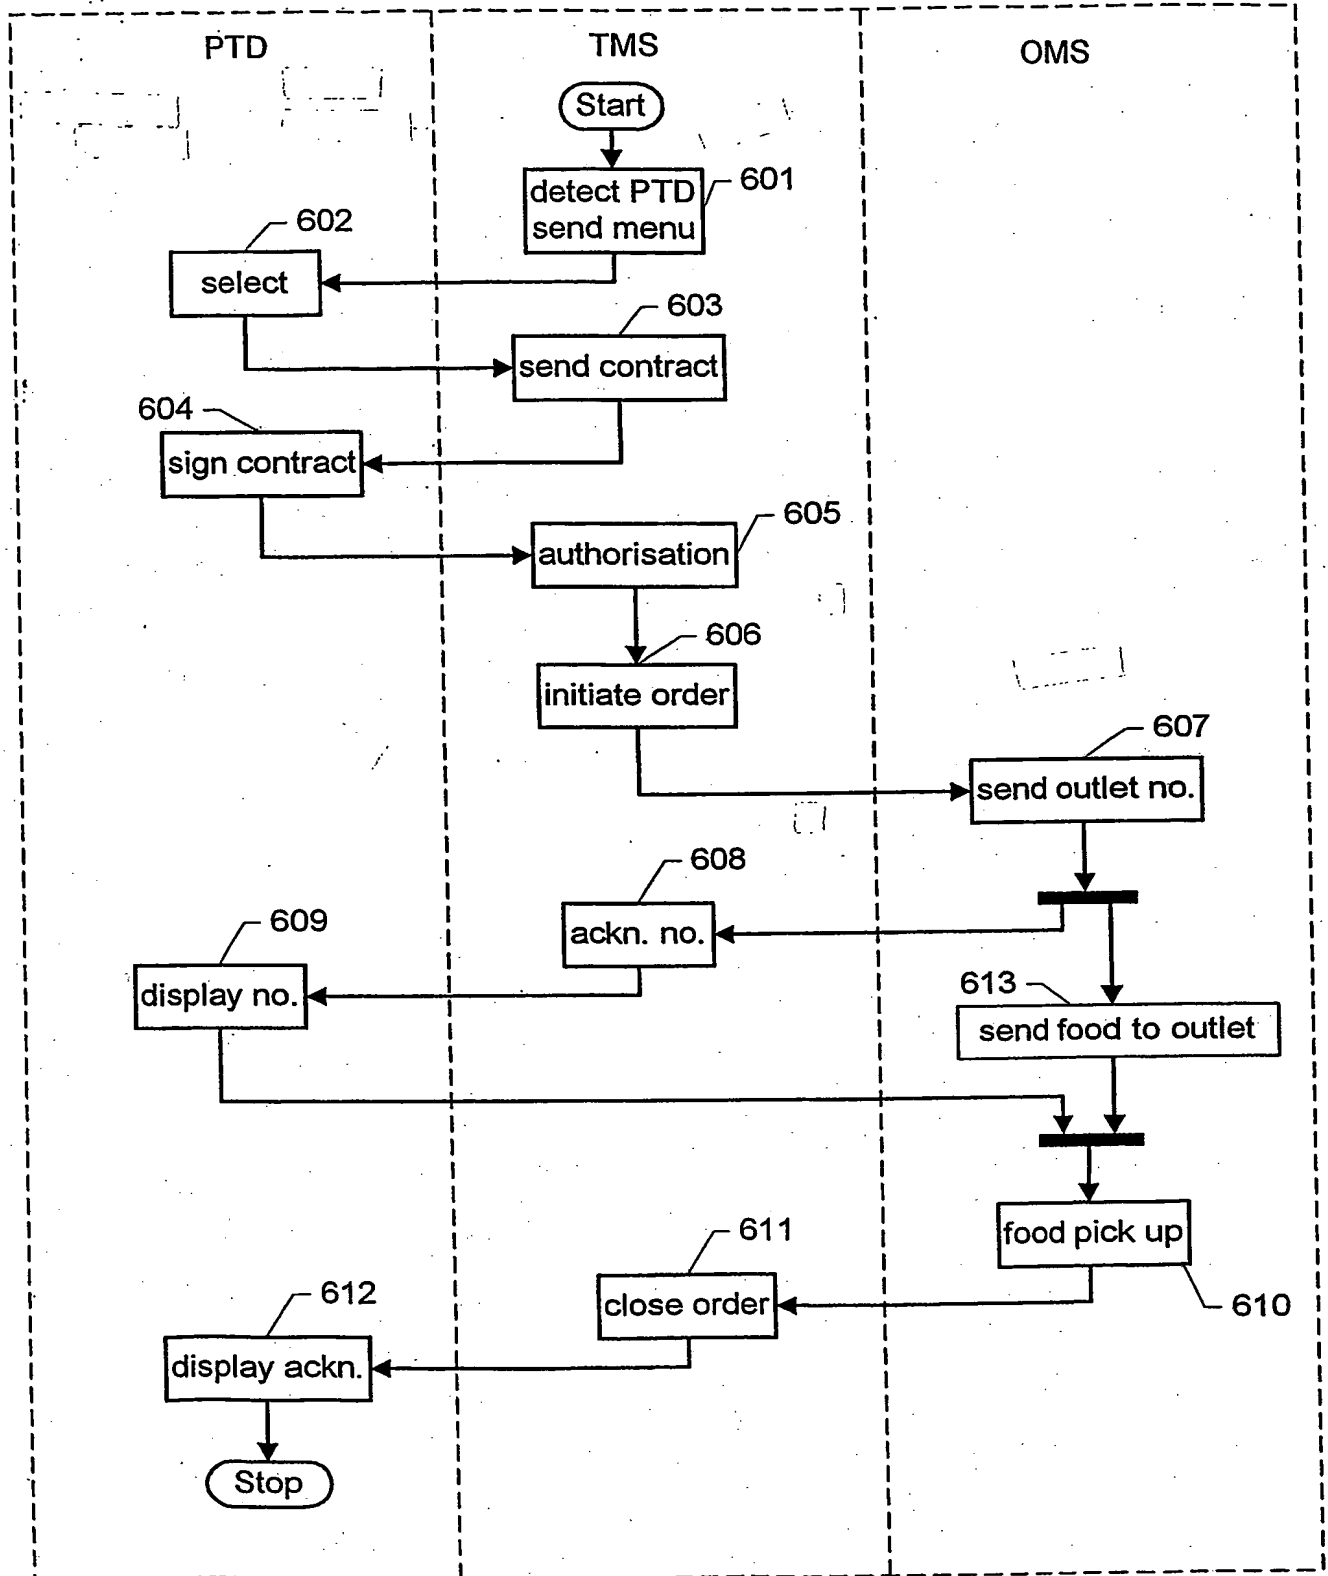 PTD
TMS
OMS
Start
601
detect PTD
send menu
602
select
603
send contract
604
sign contract
605
authorisation
606
initiate order
607
send outlet no.
608
ackn. no.
609
display no.
613
send food to outlet
food pick up
610
611
close order
612
display ackn.
Stop